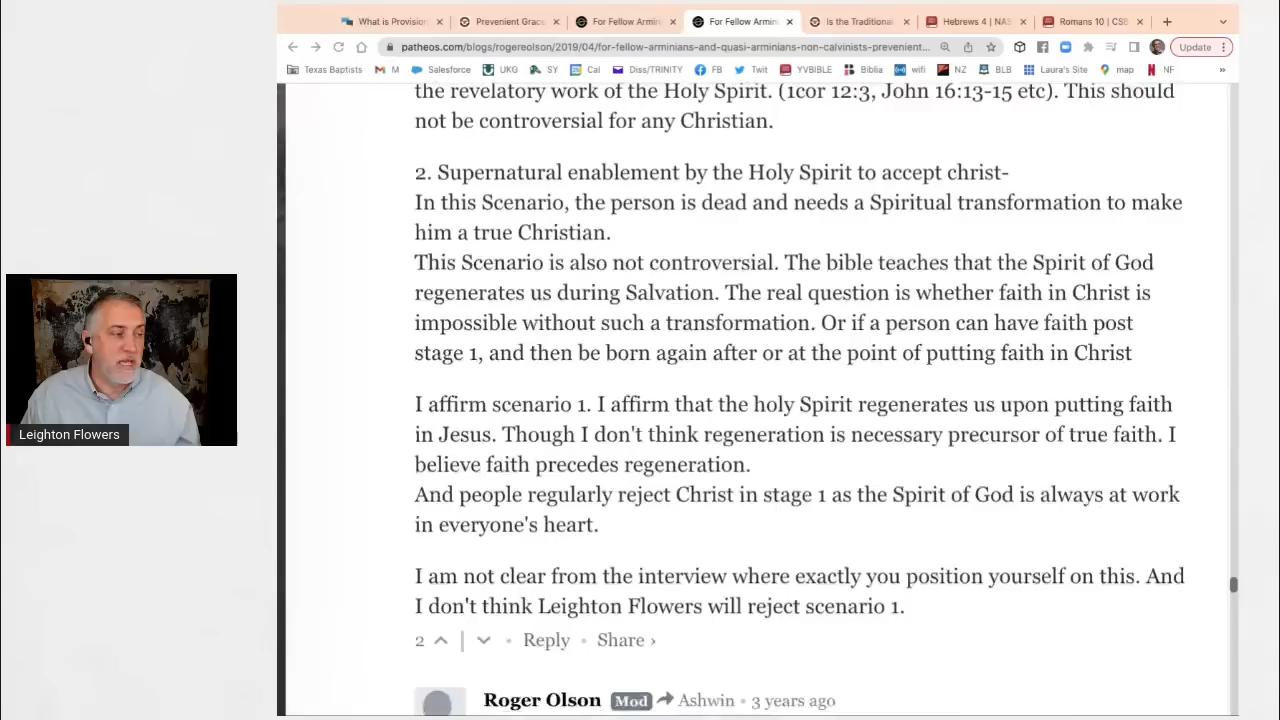 What is Provision
Prevenient Grac
For Fellow Armin
For Fellow Armini
Is the Traditional
Hebrews 4 | NAS
Romans 10 | CSB
patheos.com/blogs/rogereolson/2019/04/for-fellow-arminians-and-quasi-arminians-non-calvinists-prevenient...
Update
Texas Baptists M Salesforce UKG SY Cal Diss/TRINITY FB Twit YVBIBLE Biblia wifi NZ BLB Laura's Site map NF »
the revelatory work of the Holy Spirit. (1cor 12:3, John 16:13-15 etc). This should
not be controversial for any Christian.
2. Supernatural enablement by the Holy Spirit to accept christ-
In this Scenario, the person is dead and needs a Spiritual transformation to make
him a true Christian.
This Scenario is also not controversial. The bible teaches that the Spirit of God
regenerates us during Salvation. The real question is whether faith in Christ is
impossible without such a transformation. Or if a person can have faith post
stage 1, and then be born again after or at the point of putting faith in Christ
I affirm scenario 1. I affirm that the holy Spirit regenerates us upon putting faith
in Jesus. Though I don't think regeneration is necessary precursor of true faith. I
believe faith precedes regeneration.
And people regularly reject Christ in stage 1 as the Spirit of God is always at work
in everyone's heart.
I am not clear from the interview where exactly you position yourself on this. And
I don't think Leighton Flowers will reject scenario 1.
2 Reply • Share ›
Roger Olson Mod Ashwin • 3 years ago
Leighton Flowers